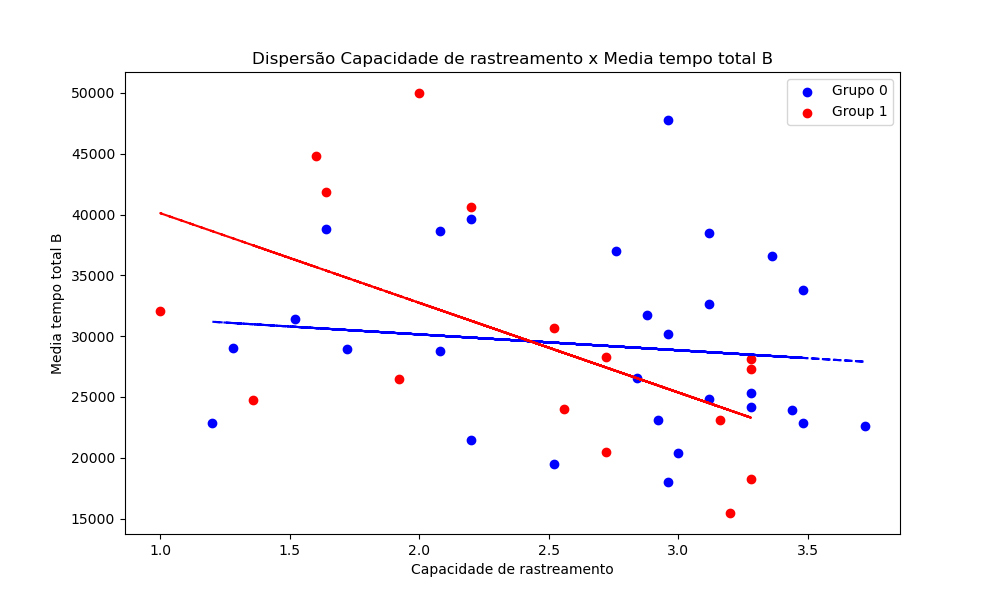 Dispersão Capacidade de rastreamento x Media tempo total B
Grupo 0
Group 1
Media tempo total B
50000
45000
40000
35000
30000
25000
20000
15000
1.0 1.5 2.0 2.5 3.0 3.5
Capacidade de rastreamento